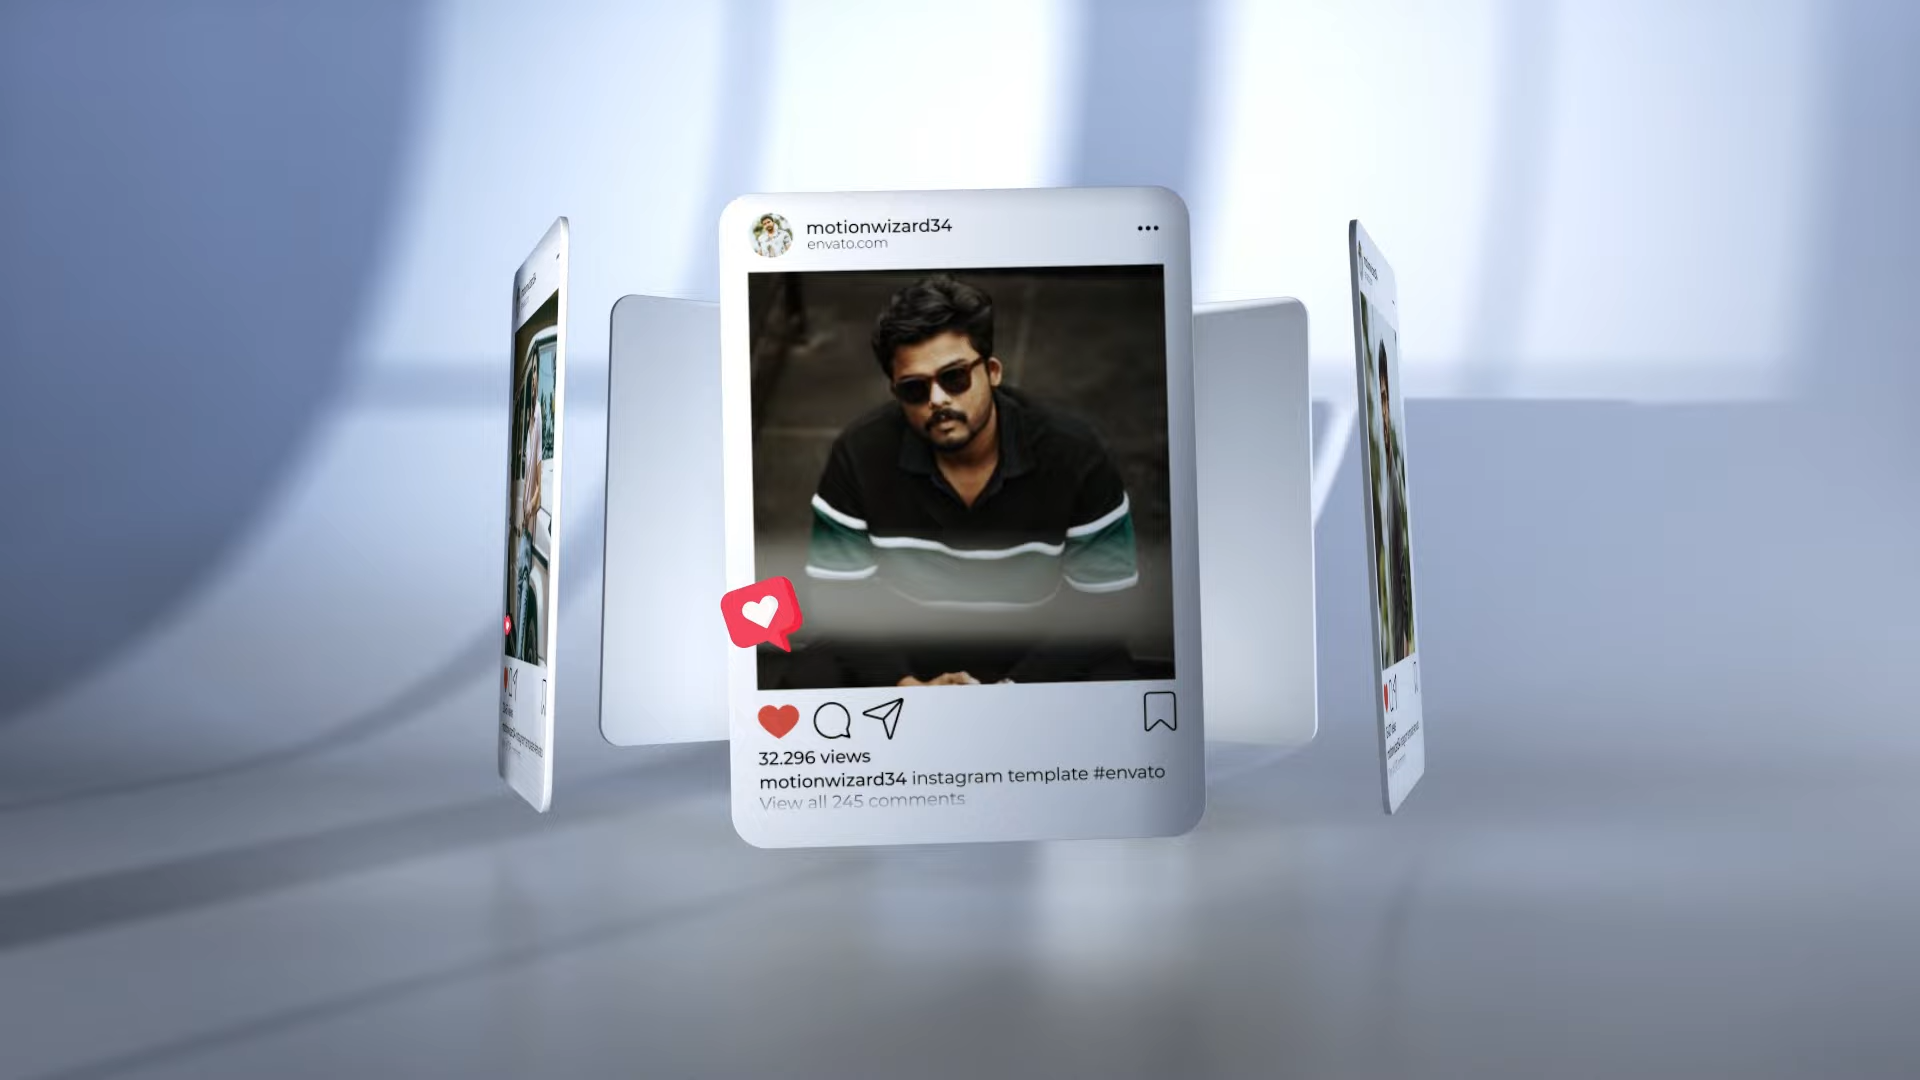 motionwizard34
envato.com
32.296 views
motionwizard34 instagram template #envato
View all 245 comments